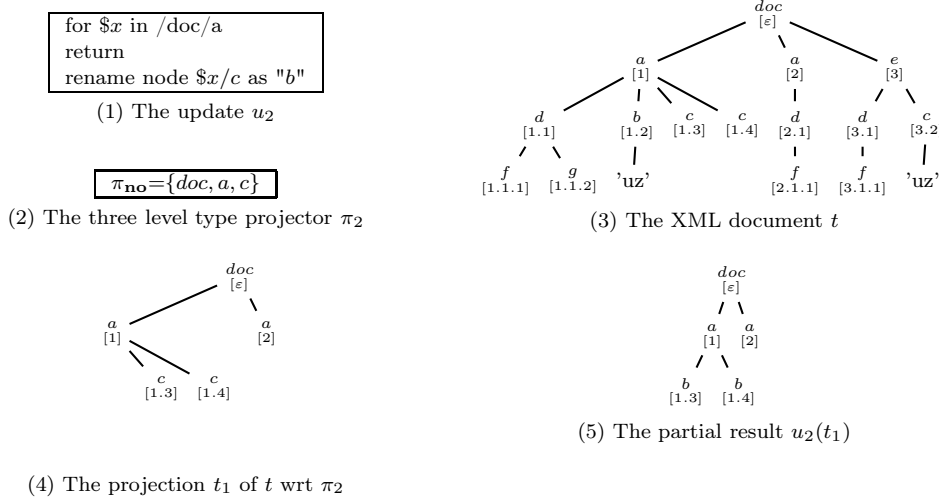 for $x in /doc/a
return
rename node $x/c as "b"
(1) The update u2
πno={doc, a, c}
(2) The three level type projector π2
doc
[ε]
a a e
[1] [2] [3]
d b c c d d c
[1.1] [1.2] [1.3] [1.4] [2.1] [3.1] [3.2
f g 'uz' f f 'uz'
[1.1.1] [1.1.2] [2.1.1] [3.1.1]
(3) The XML document t
doc
[ε]
a a
[1] [2]
c c
[1.3] [1.4]
(4) The projection t1 of t wrt π2
doc
[ε]
a a
[1] [2]
b b
[1.3] [1.4]
(5) The partial result u2(t1)